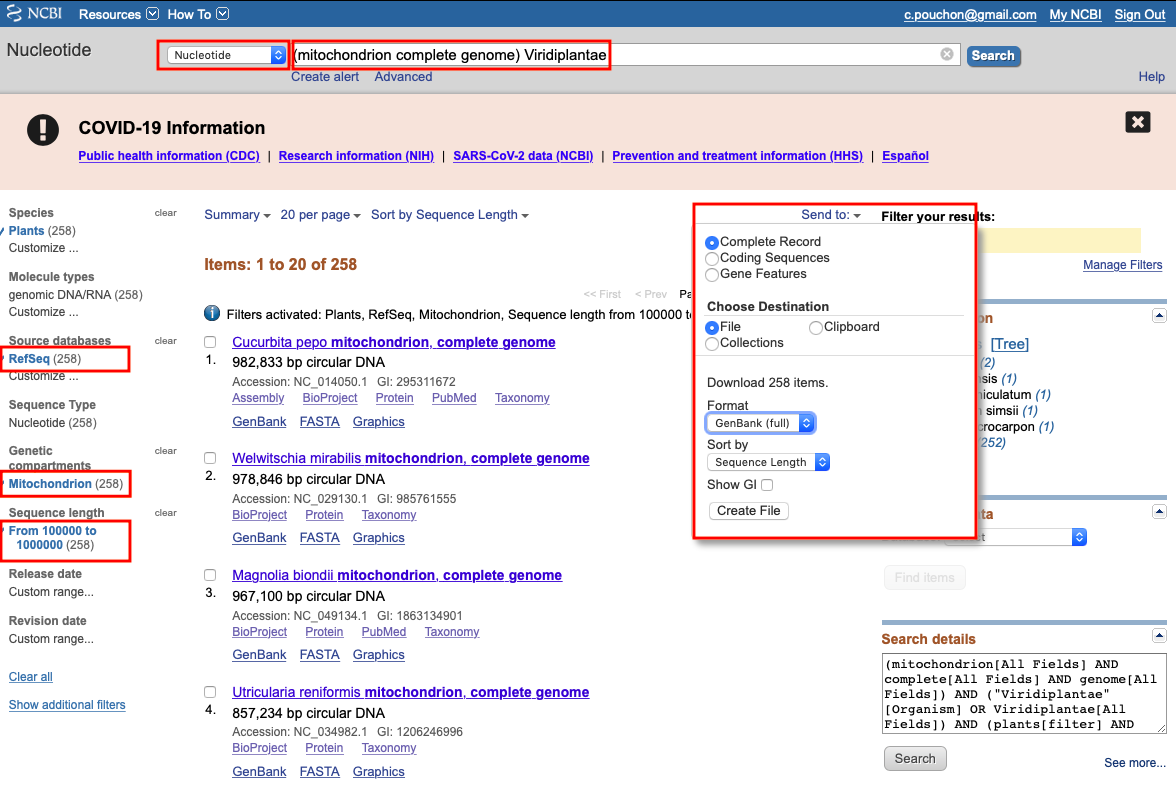 NCBI Resources How To c.pouchon@gmail.com My NCBI Sign Out
Nucleotide Nucleotide (mitochondrion complete genome) Viridiplantae Search
Create alert Advanced Help
COVID-19 Information
Public health information (CDC) | Research information (NIH) | SARS-CoV-2 data (NCBI) | Prevention and treatment information (HHS) | Español
Species clear
Plants (258)
Customize ...
Molecule types
genomic DNA/RNA (258)
Customize ...
Source databases clear
RefSeq (258)
Customize ...
Sequence Type
Nucleotide (258)
Genetic clear
compartments
Mitochondrion (258)
Sequence length clear
From 100000 to
1000000 (258)
Release date
Custom range...
Revision date
Custom range...
Clear all
Show additional filters
Summary 20 per page Sort by Sequence Length
Items: 1 to 20 of 258
<< First < Prev Pa
Filters activated: Plants, RefSeq, Mitochondrion, Sequence length from 100000 to
Cucurbita pepo mitochondrion, complete genome
1. 982,833 bp circular DNA
Accession: NC_014050.1 GI: 295311672
Assembly BioProject Protein PubMed Taxonomy
GenBank FASTA Graphics
Welwitschia mirabilis mitochondrion, complete genome
2. 978,846 bp circular DNA
Accession: NC_029130.1 GI: 985761555
BioProject Protein Taxonomy
GenBank FASTA Graphics
Magnolia biondii mitochondrion, complete genome
3. 967,100 bp circular DNA
Accession: NC_049134.1 GI: 1863134901
BioProject Protein PubMed Taxonomy
GenBank FASTA Graphics
Utricularia reniformis mitochondrion, complete genome
4. 857,234 bp circular DNA
Accession: NC_034982.1 GI: 1206246996
BioProject Protein Taxonomy
GenBank FASTA Graphics
Send to:
Complete Record
Coding Sequences
Gene Features
Choose Destination
File Clipboard
Collections
Download 258 items.
Format
GenBank (full)
Sort by
Sequence Length
Show GI
Create File
Filter your results:
Manage Filters
on
[Tree]
(2)
sis (1)
niculatum (1)
simsii (1)
crocarpon (1)
(252)
ta
Find items
Search details
(mitochondrion[All Fields] AND
complete[All Fields] AND genome[All
Fields]) AND ("Viridiplantae"
[Organism] OR Viridiplantae[All
Fields]) AND (plants[filter] AND
Search
See more...